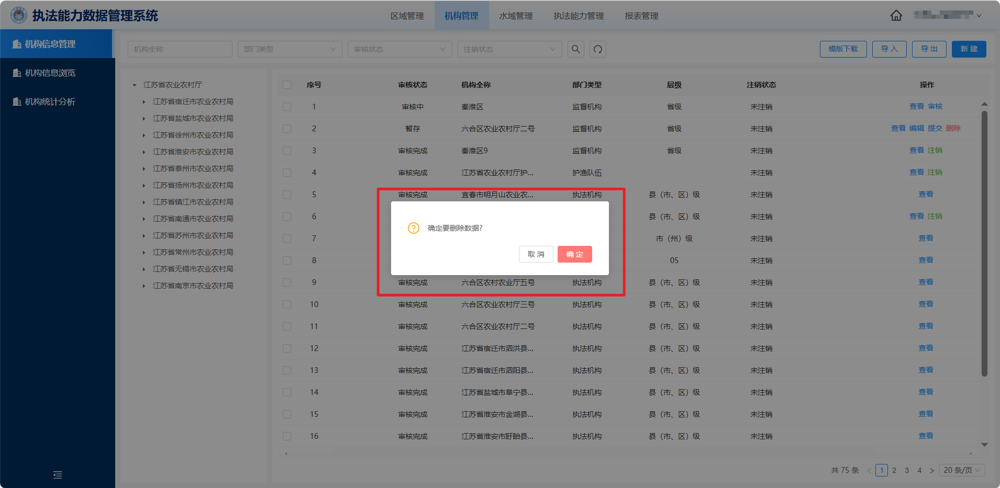 执法能力数据管理系统
区域管理 机构管理 水域管理 执法能力管理 报表管理
机构信息管理
机构信息浏览
机构统计分析
机构全称 部门类型 审核状态 注销状态 模版下载 导入 导出 新建
江苏省农业农村厅
江苏省宿迁市农业农村局
江苏省盐城市农业农村局
江苏省徐州市农业农村局
江苏省淮安市农业农村局
江苏省泰州市农业农村局
江苏省扬州市农业农村局
江苏省镇江市农业农村局
江苏省南通市农业农村局
江苏省苏州市农业农村局
江苏省常州市农业农村局
江苏省无锡市农业农村局
江苏省南京市农业农村局
序号 审核状态 机构全称 部门类型 层级 注销状态 操作
1 审核中 秦淮区 监督机构 省级 未注销 查看 审核
2 暂存 六合区农业农村厅二号 监督机构 省级 未注销 查看 编辑 提交 删除
3 审核完成 秦淮区9 监督机构 省级 未注销 查看 注销
4 审核完成 江苏省农业农村厅护... 护渔队伍 未注销 查看 注销
5 审核完成 宜春市明月山农业农... 执法机构 县（市、区）级 未注销 查看
6 县（市、区）级 未注销 查看 注销
7 市（州）级 未注销 查看
8 05 未注销 查看
确定要删除数据?
取消 确定
9 审核完成 六合区农村农业厅五号 执法机构 县（市、区）级 未注销 查看
10 审核完成 六合区农业农村厅三号 执法机构 县（市、区）级 未注销 查看
11 审核完成 六合区农业农村厅二号 执法机构 县（市、区）级 未注销 查看
12 审核完成 江苏省宿迁市泗洪县... 执法机构 县（市、区）级 未注销 查看
13 审核完成 江苏省宿迁市泗阳县... 执法机构 县（市、区）级 未注销 查看
14 审核完成 江苏省盐城市阜宁县... 执法机构 县（市、区）级 未注销 查看
15 审核完成 江苏省淮安市金湖县... 执法机构 县（市、区）级 未注销 查看
16 审核完成 江苏省淮安市盱眙县... 执法机构 县（市、区）级 未注销 查看
共 75 条 1 2 3 4 20 条/页